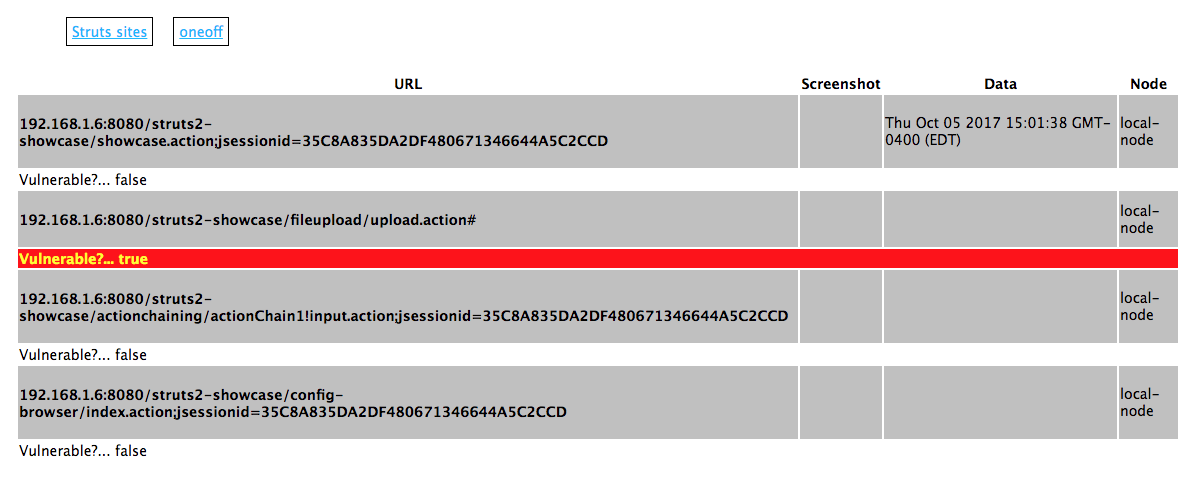 Struts sites oneoff
URL Screenshot Data Node
192.168.1.6:8080/struts2-
showcase/showcase.action;jsessionid=35C8A835DA2DF480671346644A5C2CCD
Thu Oct 05 2017 15:01:38 GMT-
0400 (EDT)
local-
node
Vulnerable?... false
192.168.1.6:8080/struts2-showcase/fileupload/upload.action#
local-
node
Vulnerable?... true
192.168.1.6:8080/struts2-
showcase/actionchaining/actionChain1!input.action;jsessionid=35C8A835DA2DF480671346644A5C2CCD
local-
node
Vulnerable?... false
192.168.1.6:8080/struts2-showcase/config-
browser/index.action;jsessionid=35C8A835DA2DF480671346644A5C2CCD
local-
node
Vulnerable?... false